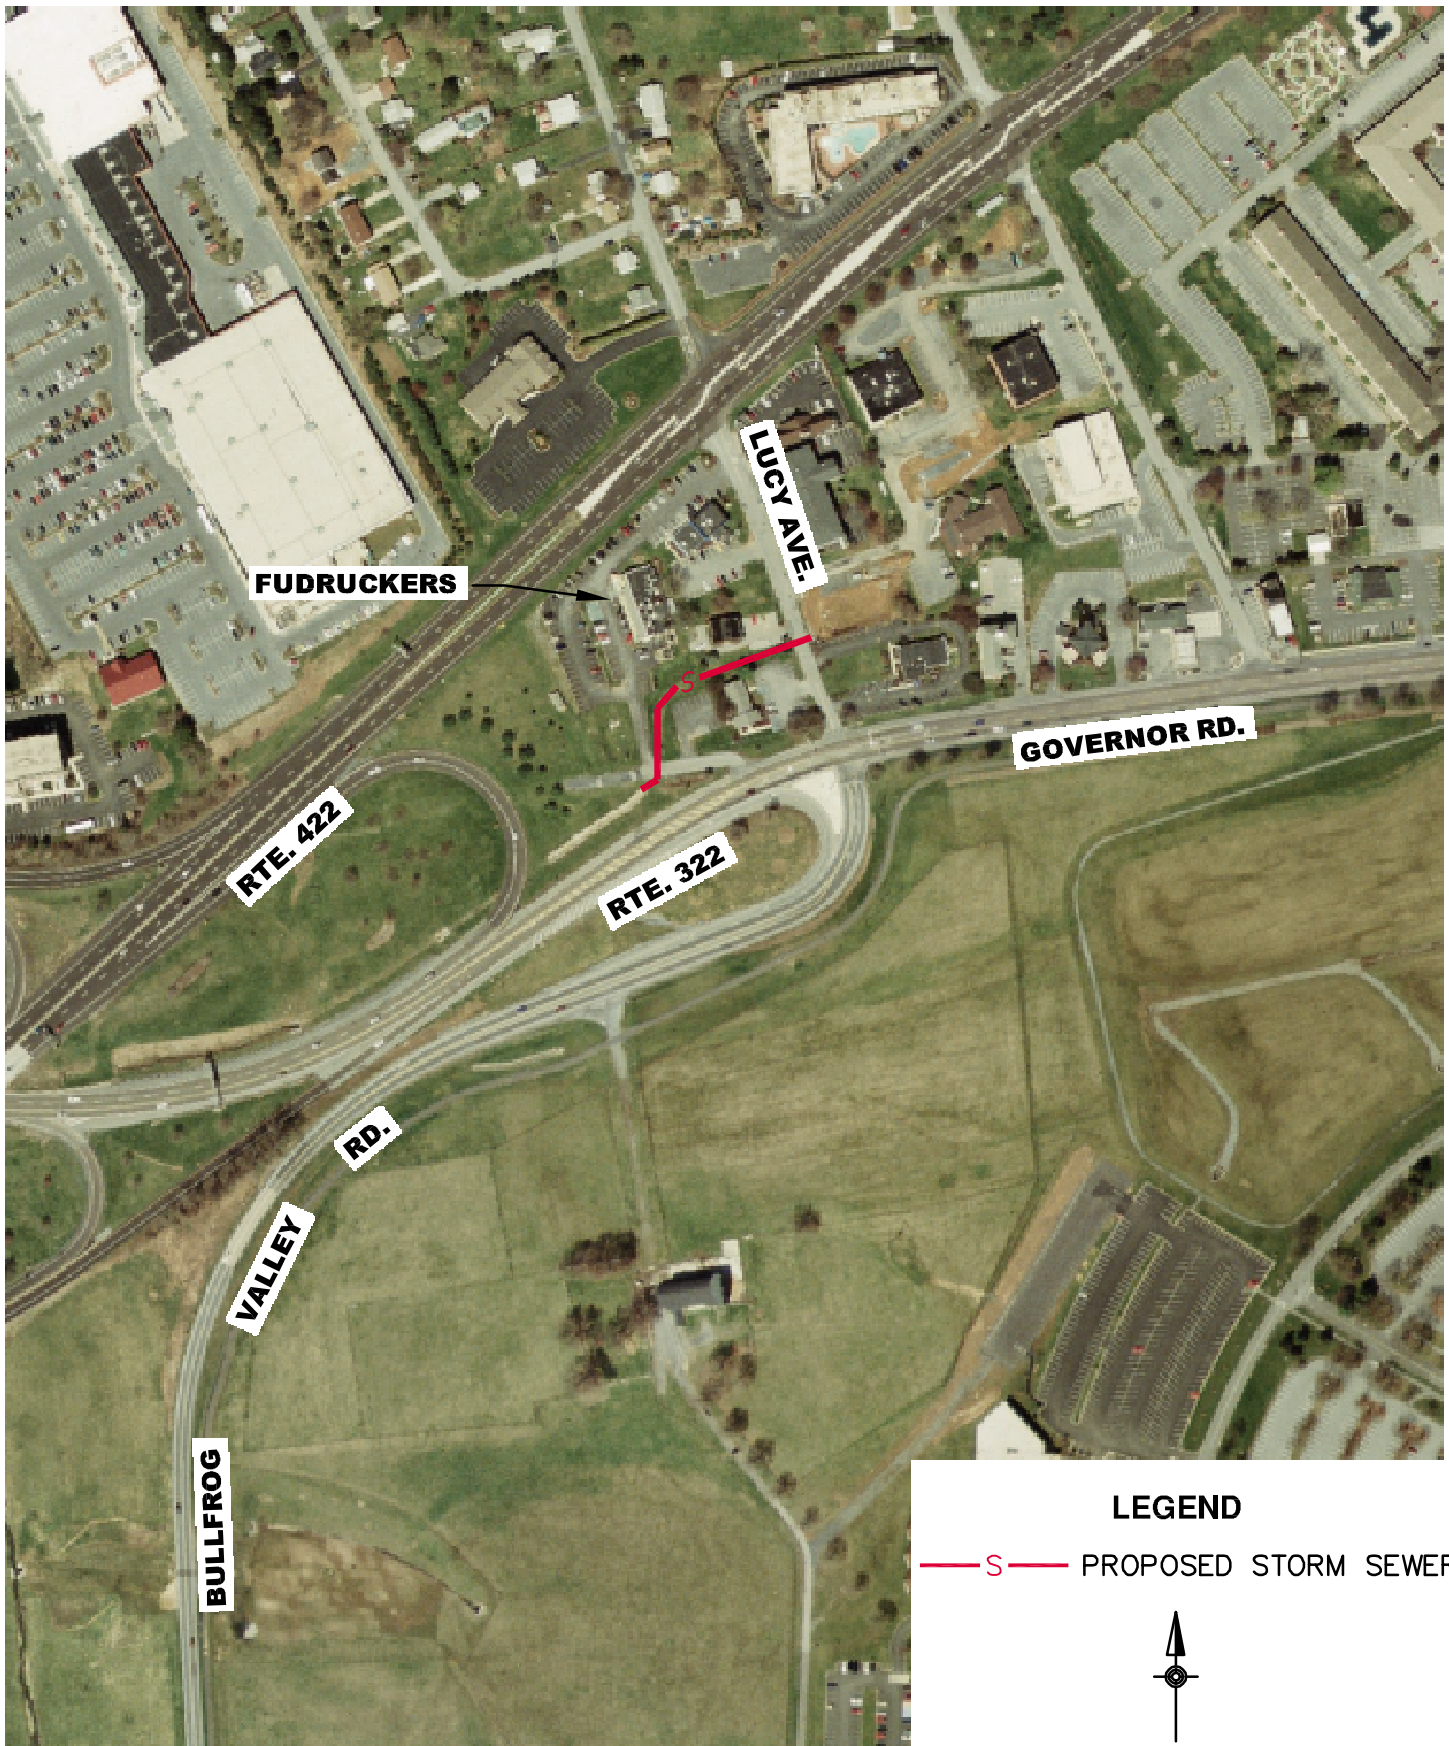 LUCY AVE.
FUDRUCKERS
S
GOVERNOR RD.
RTE. 422
RTE. 322
RD.
VALLEY
BULLFROG
LEGEND
S PROPOSED STORM SEWER